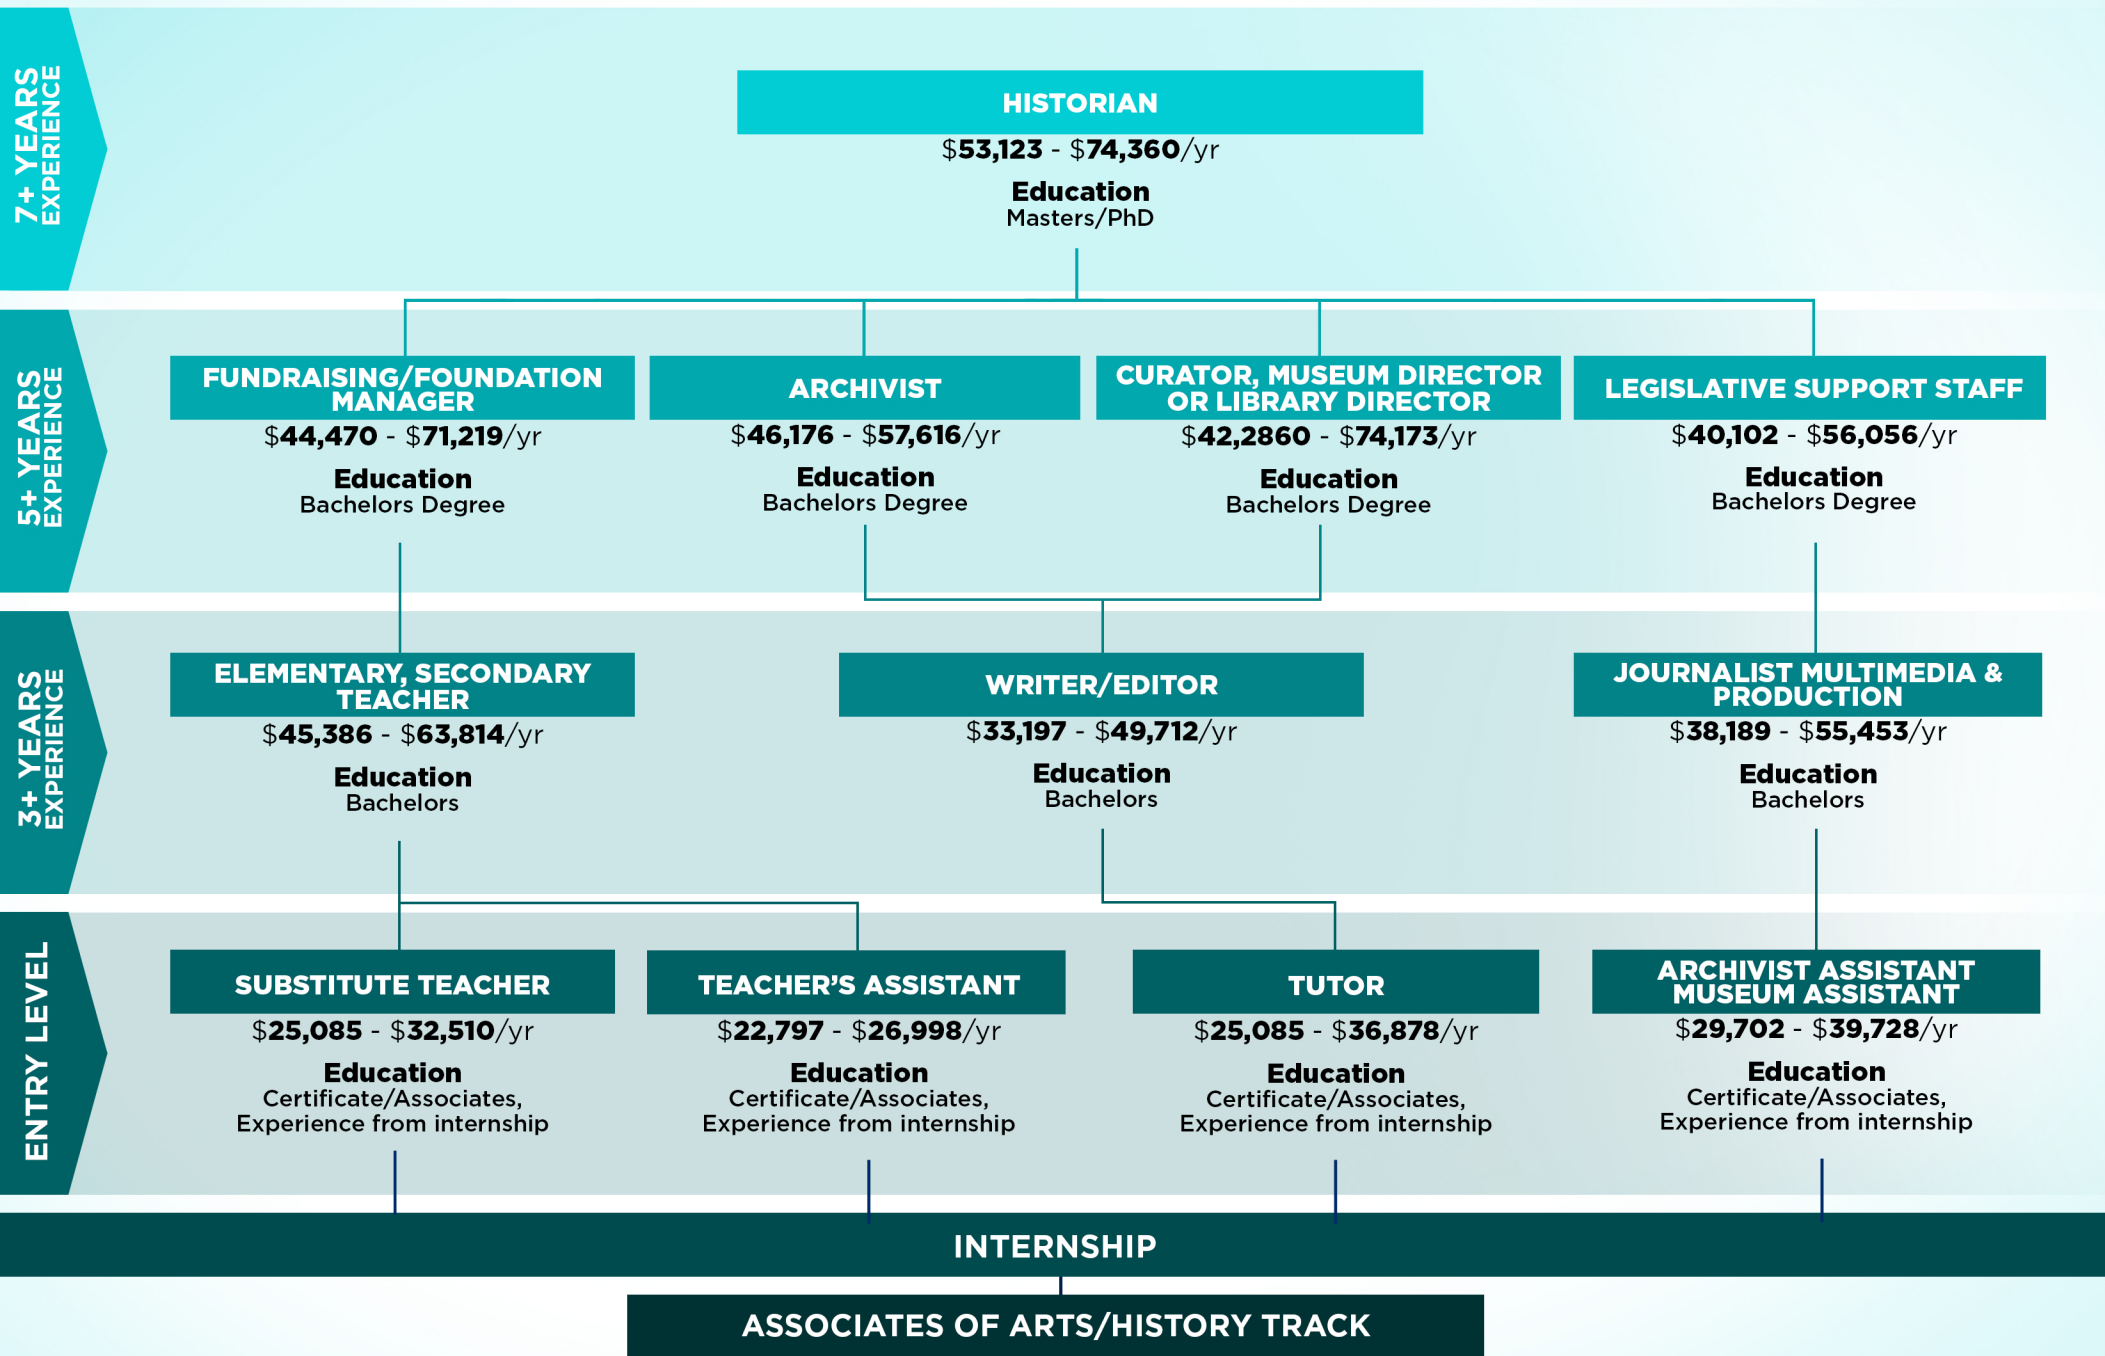 7+ YEARS
EXPERIENCE
HISTORIAN
$53,123 - $74,360/yr
Education
Masters/PhD
5+ YEARS
EXPERIENCE
FUNDRAISING/FOUNDATION
MANAGER
$44,470 - $71,219/yr
Education
Bachelors Degree
ARCHIVIST
$46,176 - $57,616/yr
Education
Bachelors Degree
CURATOR, MUSEUM DIRECTOR
OR LIBRARY DIRECTOR
$42,2860 - $74,173/yr
Education
Bachelors Degree
LEGISLATIVE SUPPORT STAFF
$40,102 - $56,056/yr
Education
Bachelors Degree
3+ YEARS
EXPERIENCE
ELEMENTARY, SECONDARY
TEACHER
$45,386 - $63,814/yr
Education
Bachelors
WRITER/EDITOR
$33,197 - $49,712/yr
Education
Bachelors
JOURNALIST MULTIMEDIA &
PRODUCTION
$38,189 - $55,453/yr
Education
Bachelors
ENTRY LEVEL
SUBSTITUTE TEACHER
$25,085 - $32,510/yr
Education
Certificate/Associates,
Experience from internship
TEACHER'S ASSISTANT
$22,797 - $26,998/yr
Education
Certificate/Associates,
Experience from internship
TUTOR
$25,085 - $36,878/yr
Education
Certificate/Associates,
Experience from internship
ARCHIVIST ASSISTANT
MUSEUM ASSISTANT
$29,702 - $39,728/yr
Education
Certificate/Associates,
Experience from internship
INTERNSHIP
ASSOCIATES OF ARTS/HISTORY TRACK